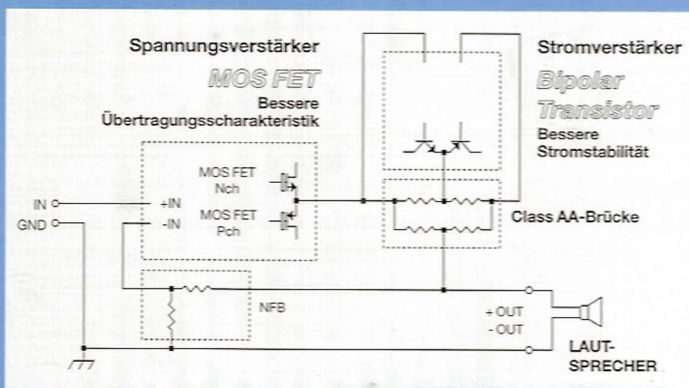 Spannungsverstärker
MOS FET
Bessere
Übertragungsscharakteristik
Stromverstärker
Bipolar
Transistor
Bessere
Stromstabilität
MOS FET
Nch
MOS FET
Pch
IN
GND
+IN
-IN
Class AA-Brücke
NFB
+ OUT
- OUT
LAUT-
SPRECHER